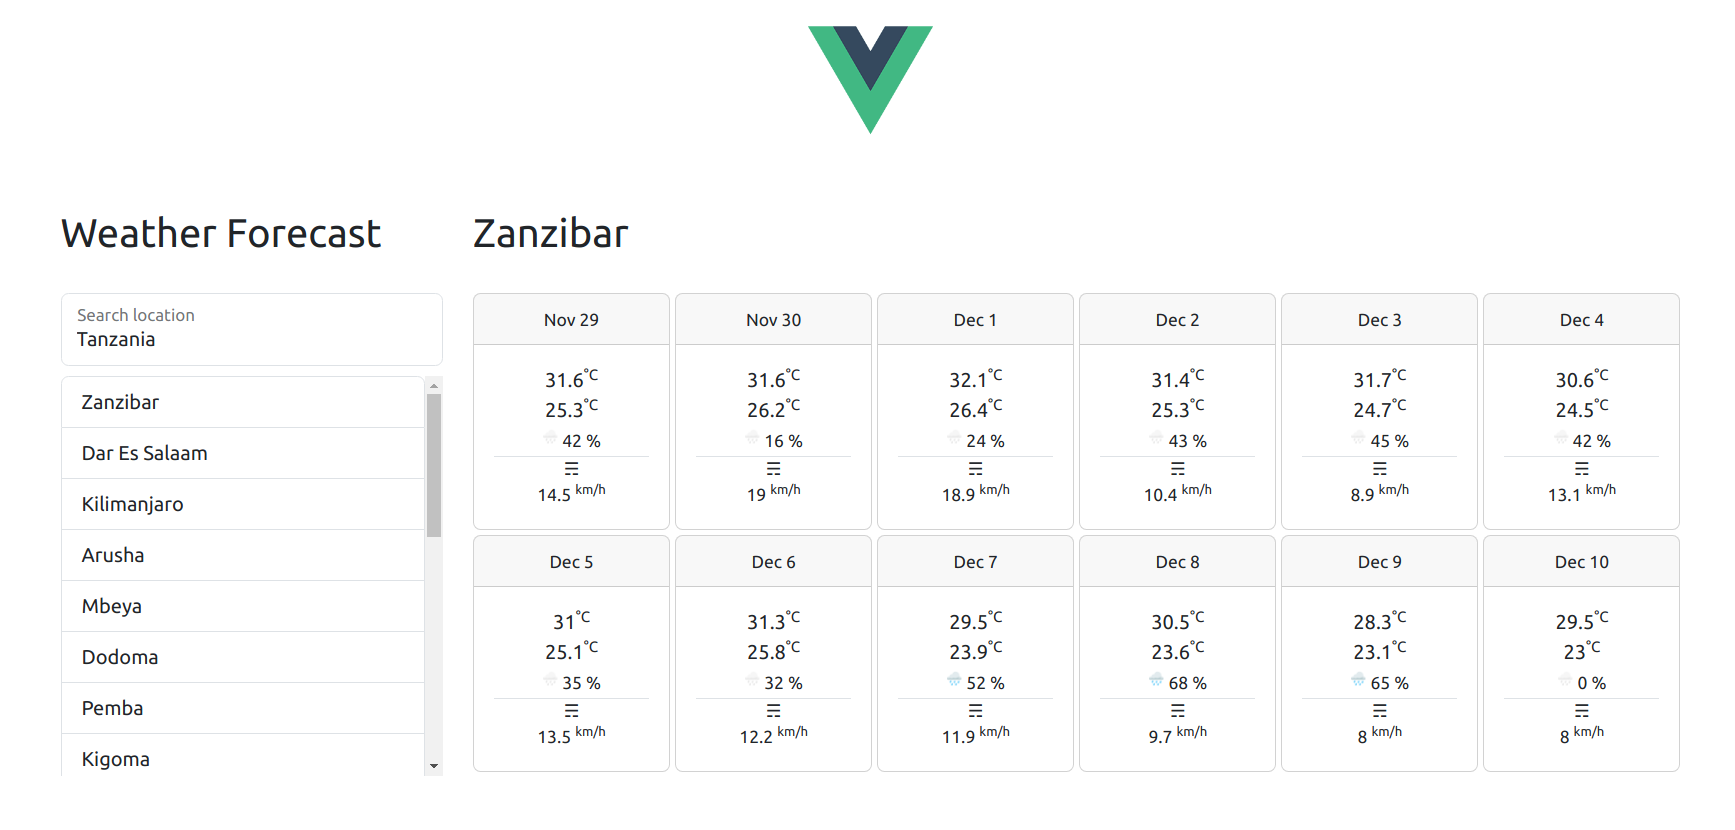 Weather Forecast
Zanzibar
Search location
Tanzania
Zanzibar
Dar Es Salaam
Kilimanjaro
Arusha
Mbeya
Dodoma
Pemba
Kigoma
Nov 29
31.6°C
25.3°C
42 %
☴
14.5 km/h
Nov 30
31.6°C
26.2°C
16 %
☴
19 km/h
Dec 1
32.1°C
26.4°C
24 %
☴
18.9 km/h
Dec 2
31.4°C
25.3°C
43 %
☴
10.4 km/h
Dec 3
31.7°C
24.7°C
45 %
☴
8.9 km/h
Dec 4
30.6°C
24.5°C
42 %
☴
13.1 km/h
Dec 5
31°C
25.1°C
35 %
☴
13.5 km/h
Dec 6
31.3°C
25.8°C
32 %
☴
12.2 km/h
Dec 7
29.5°C
23.9°C
52 %
☴
11.9 km/h
Dec 8
30.5°C
23.6°C
68 %
☴
9.7 km/h
Dec 9
28.3°C
23.1°C
65 %
☴
8 km/h
Dec 10
29.5°C
23°C
0 %
☴
8 km/h